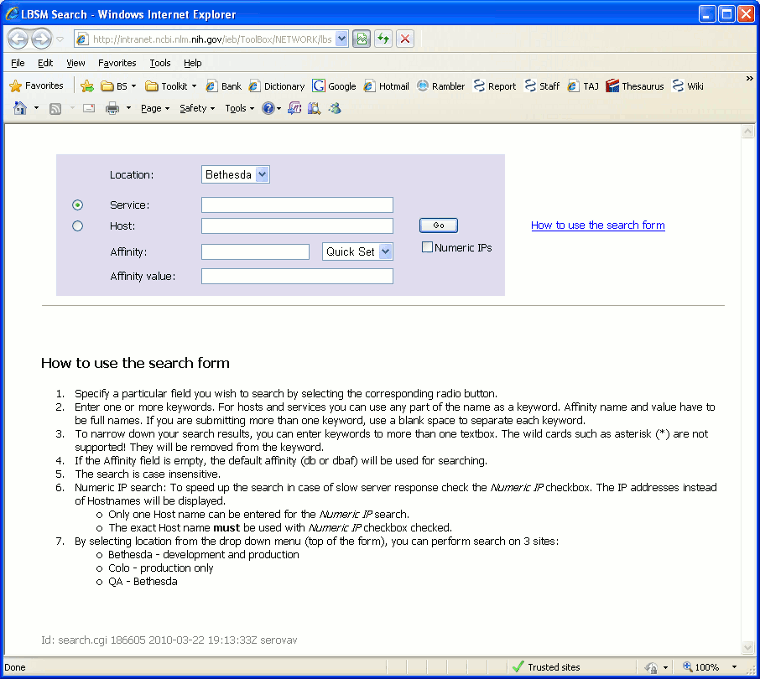 LBSM Search - Windows Internet Explorer
http://intranet.ncbi.nlm.nih.gov/ieb/ToolBox/NETWORK/lbs
File Edit View Favorites Tools Help
Favorites BS Toolkit Bank Dictionary Google Hotmail Rambler Report Staff TAJ Thesaurus Wiki »
Page Safety Tools
Location: Bethesda
Service:
Host: Go How to use the search form
Affinity: Quick Set Numeric IPs
Affinity value:
How to use the search form
1. Specify a particular field you wish to search by selecting the corresponding radio button.
2. Enter one or more keywords. For hosts and services you can use any part of the name as a keyword. Affinity name and value have to
be full names. If you are submitting more than one keyword, use a blank space to separate each keyword.
3. To narrow down your search results, you can enter keywords to more than one textbox. The wild cards such as asterisk (*) are not
supported! They will be removed from the keyword.
4. If the Affinity field is empty, the default affinity (db or dbaf) will be used for searching.
5. The search is case insensitive.
6. Numeric IP search: To speed up the search in case of slow server response check the Numeric IP checkbox. The IP addresses instead
of Hostnames will be displayed.
o Only one Host name can be entered for the Numeric IP search.
o The exact Host name must be used with Numeric IP checkbox checked.
7. By selecting location from the drop down menu (top of the form), you can perform search on 3 sites:
o Bethesda - development and production
o Colo - production only
o QA - Bethesda
Id: search.cgi 186605 2010-03-22 19:13:33Z serovav
Done Trusted sites 100%